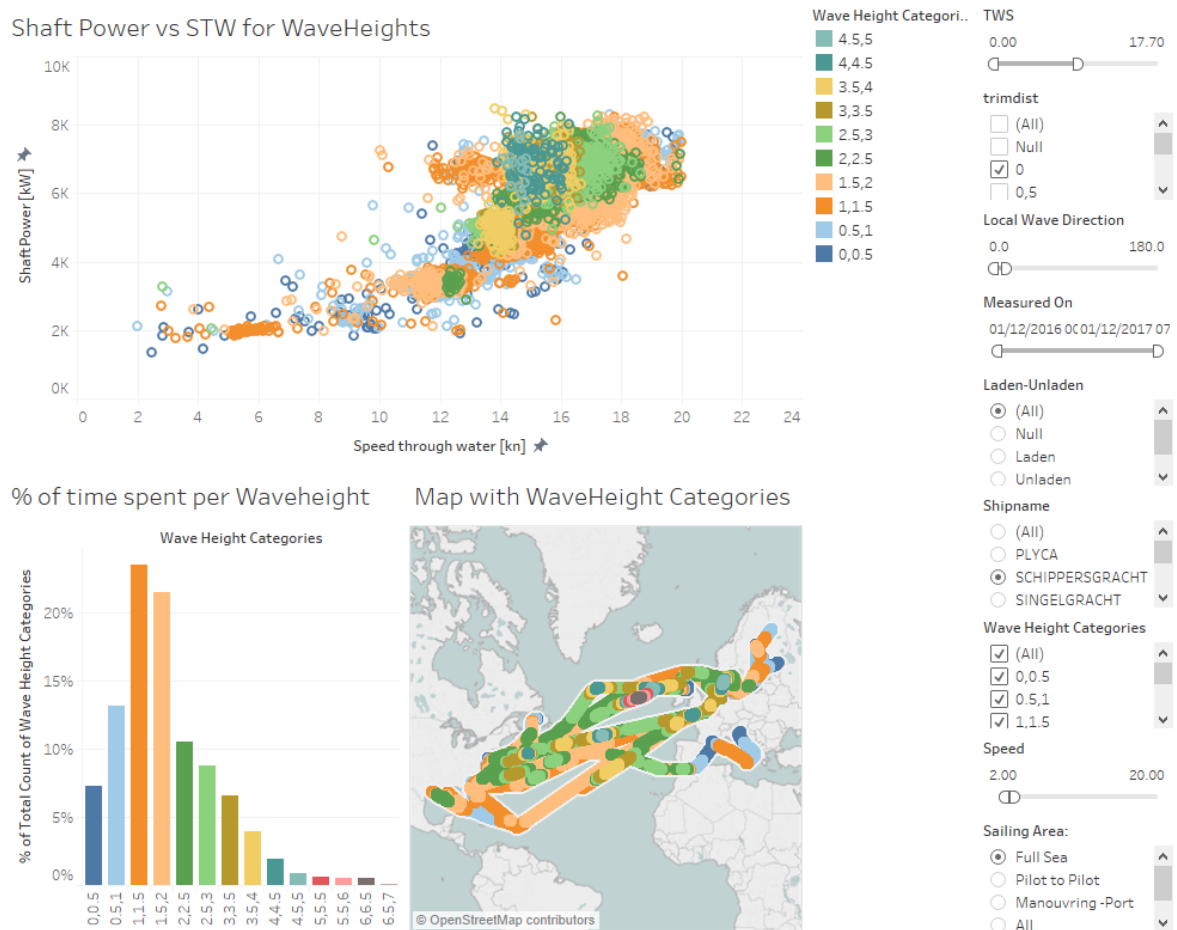 Shaft Power vs STW for WaveHeights
10K
8K
6K
4K
2K
0K
Shaft Power [kW]
0 2 4 6 8 10 12 14 16 18 20 22 24
Speed through water [kn]
Wave Height Categori..
4.5,5
4,4.5
3.5,4
3,3.5
2.5,3
2,2.5
1.5,2
1,1.5
0.5,1
0,0.5
% of time spent per Waveheight
Wave Height Categories
% of Total Count of Wave Height Categories
20%
15%
10%
5%
0%
0,0.5
0.5,1
1,1.5
1.5,2
2,2.5
2.5,3
3,3.5
3.5,4
4,4.5
4.5,5
5,5.5
5.5,6
6,6.5
6.5,7
Map with WaveHeight Categories
© OpenStreetMap contributors
TWS
0.00 17.70
trimdist
(All)
Null
0
0,5
Local Wave Direction
0.0 180.0
Measured On
01/12/2016 00 01/12/2017 07
Laden-Unladen
(All)
Null
Laden
Unladen
Shipname
(All)
PLYCA
SCHIPPERSGRACHT
SINGELGRACHT
Wave Height Categories
(All)
0,0.5
0.5,1
1,1.5
Speed
2.00 20.00
Sailing Area:
Full Sea
Pilot to Pilot
Manouvring -Port
All